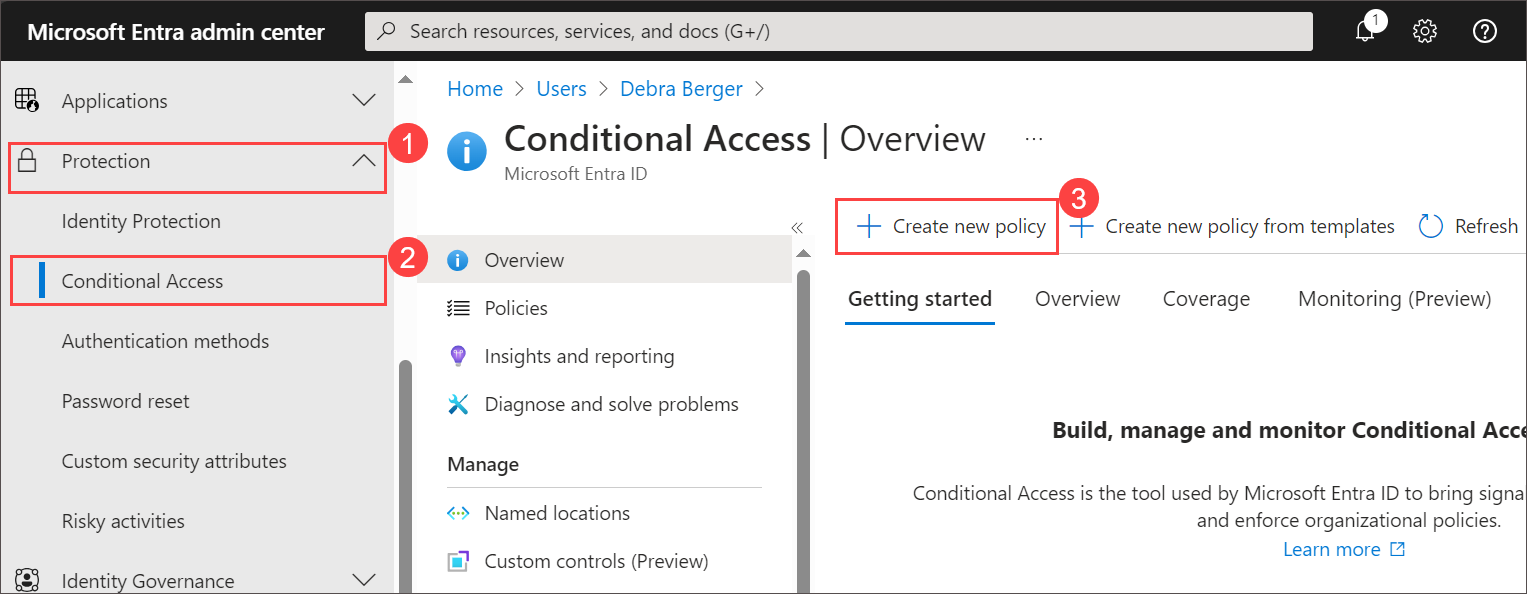 Microsoft Entra admin center
Search resources, services, and docs (G+/)
1
Applications
Protection
1
Identity Protection
Conditional Access
2
Authentication methods
Password reset
Custom security attributes
Risky activities
Identity Governance
Home > Users > Debra Berger >
Conditional Access | Overview ...
Microsoft Entra ID
«
Overview
Policies
Insights and reporting
Diagnose and solve problems
Manage
Named locations
Custom controls (Preview)
+ Create new policy
3
+ Create new policy from templates
Refresh
Getting started
Overview
Coverage
Monitoring (Preview)
Build, manage and monitor Conditional Acce
Conditional Access is the tool used by Microsoft Entra ID to bring signa
and enforce organizational policies.
Learn more